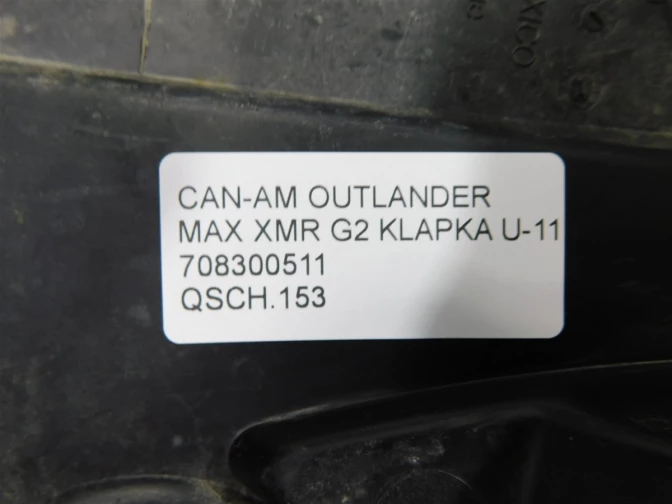 CAN-AM OUTLANDER
MAX XMR G2 KLAPKA U-11
708300511
QSCH.153